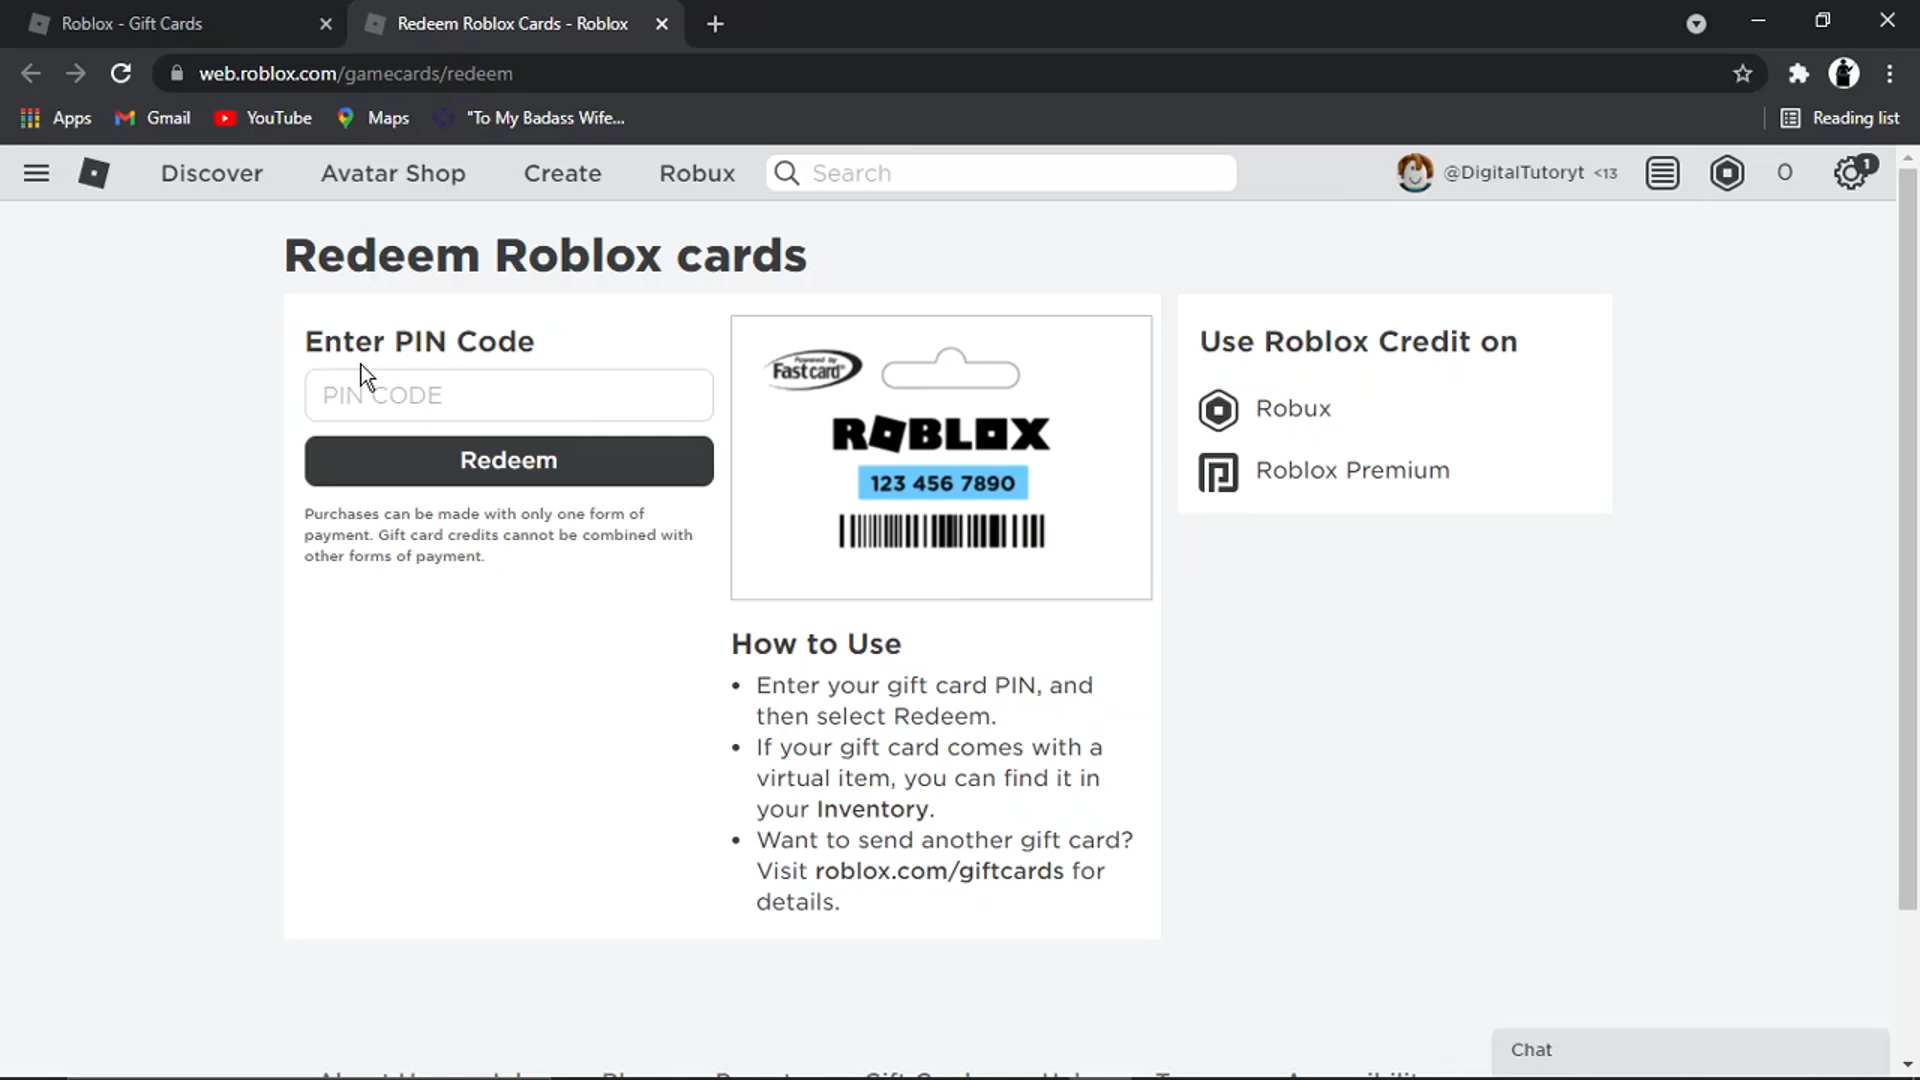 Roblox - Gift Cards
Redeem Roblox Cards - Roblox
web.roblox.com/gamecards/redeem
Apps
Gmail
YouTube
Maps
"To My Badass Wife...
Reading list
Discover
Avatar Shop
Create
Robux
Search
@DigitalTutoryt <13
0
1
Redeem Roblox cards
Enter PIN Code
PIN CODE
Redeem
Purchases can be made with only one form of
payment. Gift card credits cannot be combined with
other forms of payment.
Powered by
Fastcard
ROBLOX
123 456 7890
How to Use
• Enter your gift card PIN, and
then select Redeem.
• If your gift card comes with a
virtual item, you can find it in
your Inventory.
• Want to send another gift card?
Visit roblox.com/giftcards for
details.
Use Roblox Credit on
Robux
Roblox Premium
Chat